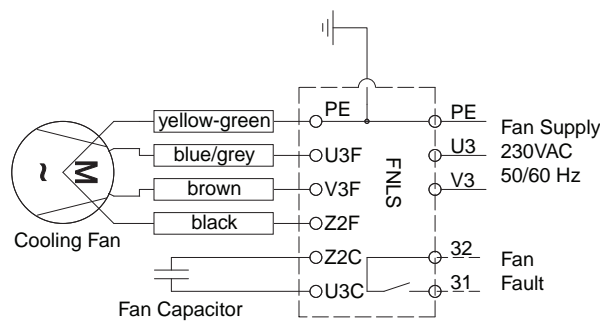 yellow-green
PE
PE
Fan Supply
blue/grey
U3F
U3
230VAC
brown
V3F
V3
50/60 Hz
FNLS
M
~
black
Z2F
Cooling Fan
Z2C
32
Fan
U3C
31
Fault
Fan Capacitor